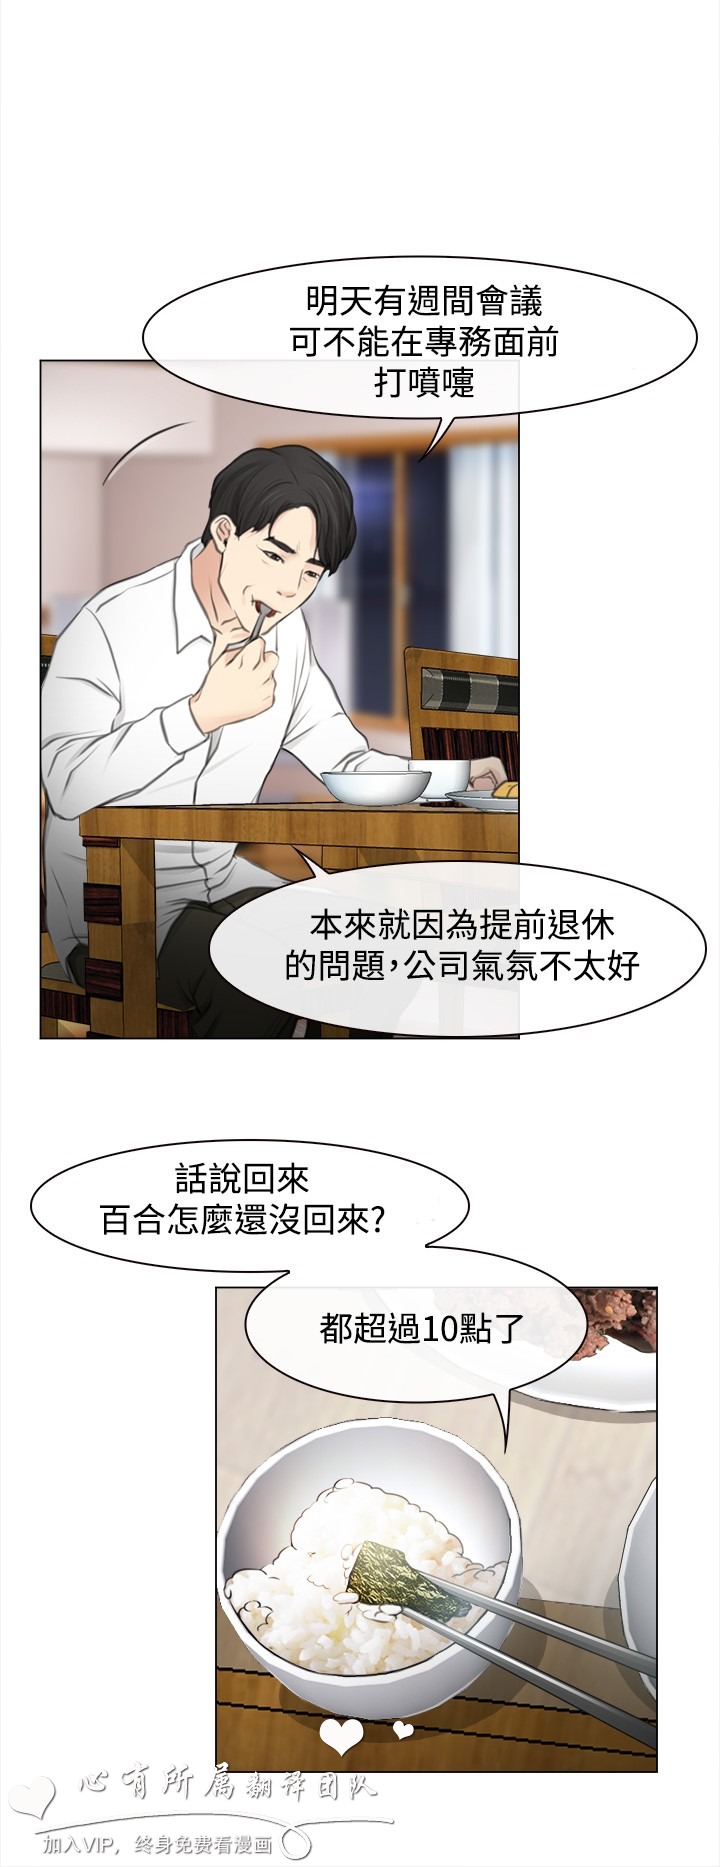 明天有週間會議
可不能在專務面前
打噴嚏
本來就因為提前退休
的問題,公司氣氛不太好
話說回來
百合怎麼還沒回來?
都超過10點了
心有所属翻译团队
加入VIP，终身免费看漫画